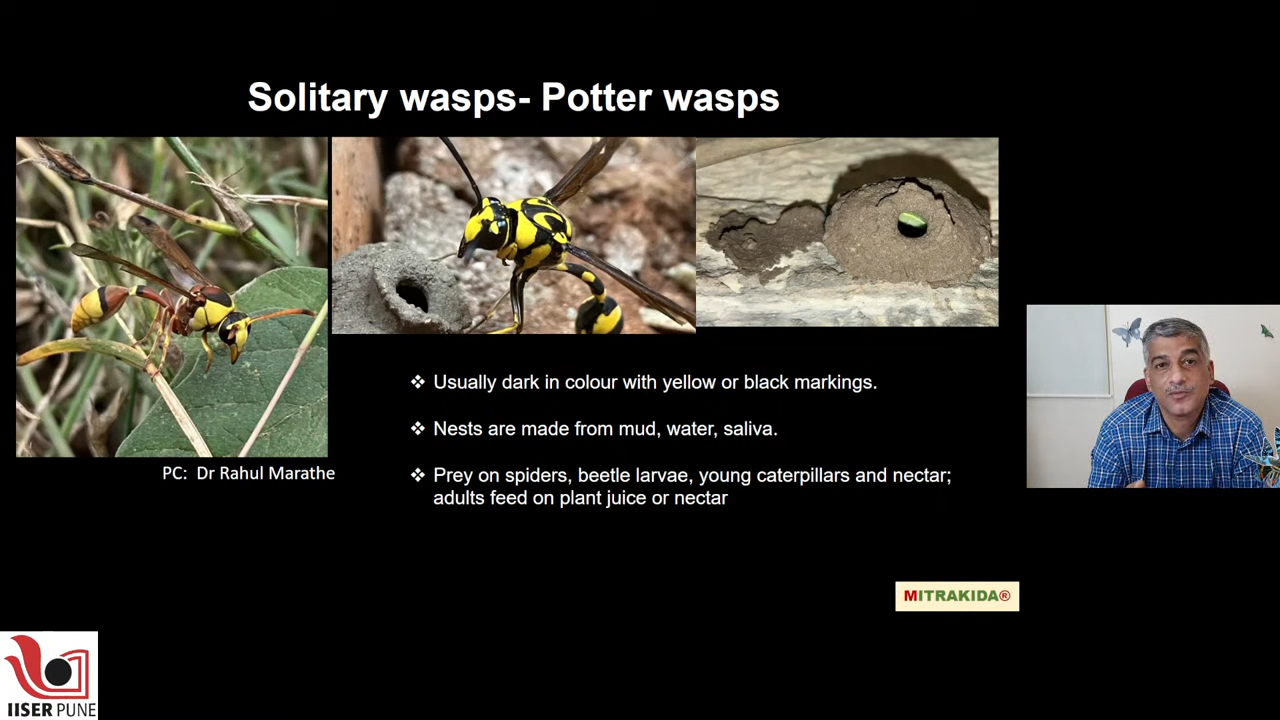 Solitary wasps- Potter wasps
PC: Dr Rahul Marathe
❖ Usually dark in colour with yellow or black markings.
❖ Nests are made from mud, water, saliva.
❖ Prey on spiders, beetle larvae, young caterpillars and nectar;
adults feed on plant juice or nectar
MITRAKIDA®
IISER PUNE